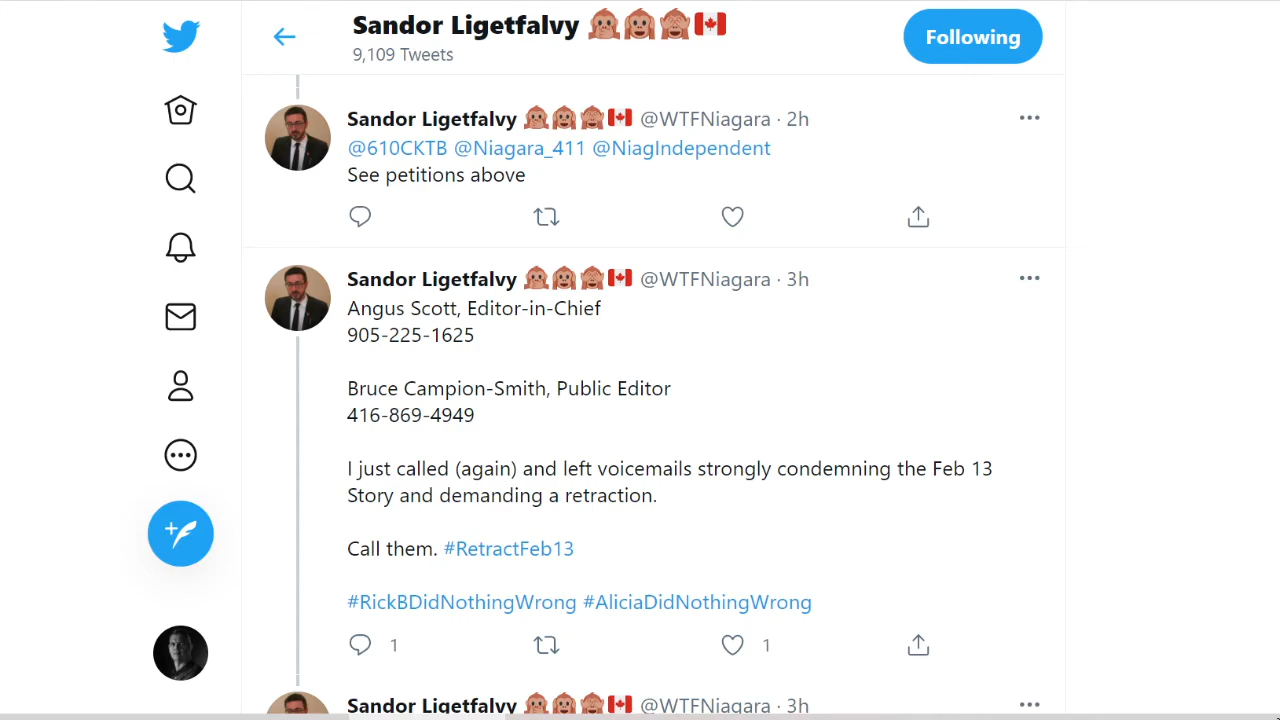 Sandor Ligetfalvy 🙊🙉🙈🇨🇦
9,109 Tweets
Following
Sandor Ligetfalvy 🙊🙉🙈🇨🇦 @WTFNiagara · 2h
@610CKTB @Niagara_411 @NiagIndependent
See petitions above
Sandor Ligetfalvy 🙊🙉🙈🇨🇦 @WTFNiagara · 3h
Angus Scott, Editor-in-Chief
905-225-1625
Bruce Campion-Smith, Public Editor
416-869-4949
I just called (again) and left voicemails strongly condemning the Feb 13
Story and demanding a retraction.
Call them. #RetractFeb13
#RickBDidNothingWrong #AliciaDidNothingWrong
1 1
Sandor Ligetfalvy 🙊🙉🙈🇨🇦 @WTFNiagara · 3h